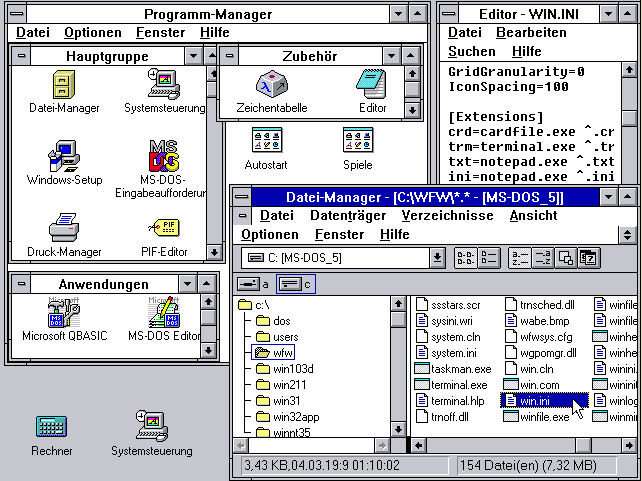 Programm-Manager
Datei Optionen Fenster Hilfe
Hauptgruppe
Datei-Manager
Systemsteuerung
Windows-Setup
MS-DOS-
Eingabeaufforderun
Druck-Manager
PIF-Editor
Zubehör
Zeichentabelle
Editor
Autostart
Spiele
Anwendungen
Microsoft QBASIC
MS-DOS Editor
Rechner
Systemsteuerung
Editor - WIN.INI
Datei Bearbeiten
Suchen Hilfe
GridGranularity=0
IconSpacing=100
[Extensions]
crd=cardfile.exe ^.cr
trm=terminal.exe ^.tr
txt=notepad.exe ^.txt
ini=notepad.exe ^.ini
Datei-Manager - [C:\WFW\*.* - [MS-DOS_5]]
Datei Datenträger Verzeichnisse Ansicht
Optionen Fenster Hilfe
C: [MS-DOS_5]
a c
c:\
dos
users
wfw
win103d
win211
win31
win32app
winnt35
ssstars.scr
sysini.wri
system.cln
system.ini
taskman.exe
terminal.exe
terminal.hlp
trnoff.dll
trnsched.dll
wabe.bmp
wfwsys.cfg
wgpomgr.dll
win.cln
win.com
win.ini
winfile.exe
winfile
winhe
winhe
winini.
wininit
winlog
winmin
3,43 KB,04.03.19:9 01:10:02
154 Datei(en) (7,32 MB)